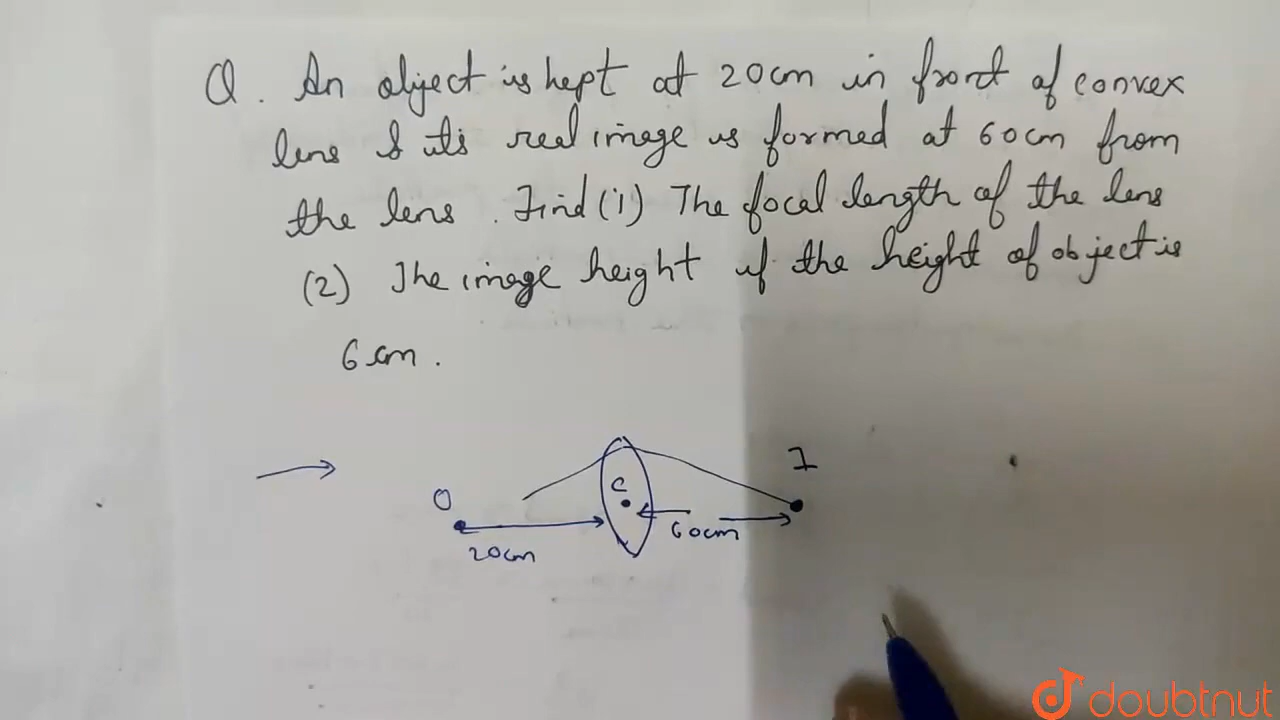 Q. An object is kept at 20cm in front of convex
lens & its real image is formed at 60cm from
the lens. Find (i) The focal length of the lens
(2) The image height if the height of object is
6 cm.
O C I
20cm 60cm
doubtnut